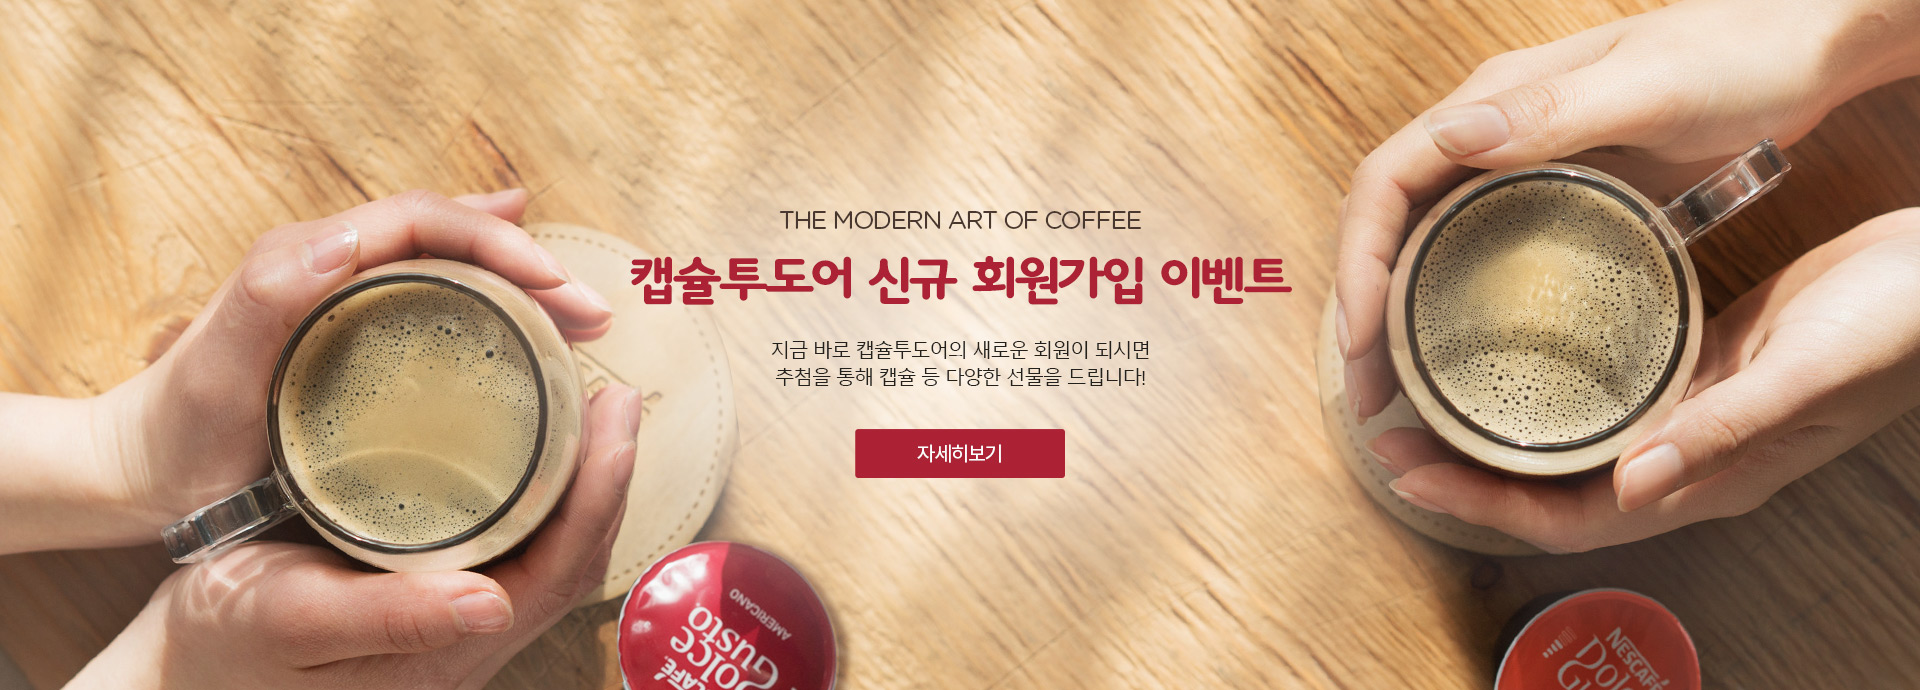 THE MODERN ART OF COFFEE
캡슐투도어 신규 회원가입 이벤트
지금 바로 캡슐투도어의 새로운 회원이 되시면
추첨을 통해 캡슐 등 다양한 선물을 드립니다!
자세히보기
AMERICANO
Dolce
Gusto
NESCAFÉ